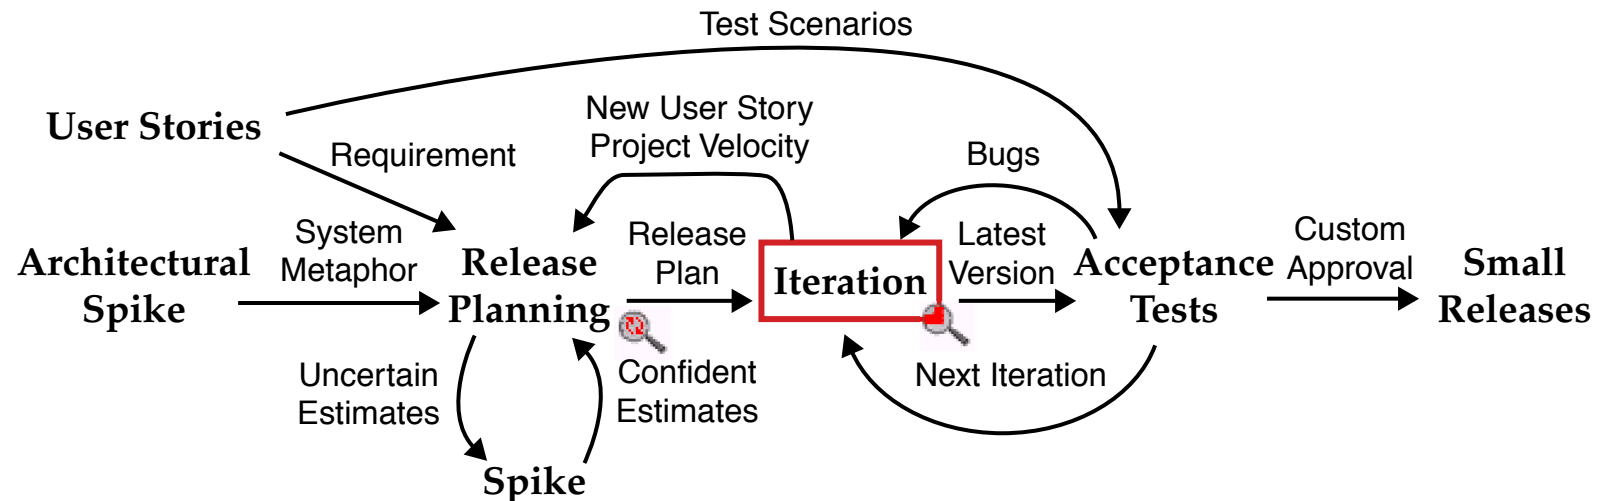 Test Scenarios
User Stories
New User Story
Project Velocity
Requirement
Bugs
System
Metaphor
Architectural
Spike
Release
Planning
Release
Plan
Iteration
Latest
Version
Acceptance
Tests
Custom
Approval
Small
Releases
Uncertain
Estimates
Confident
Estimates
Next Iteration
Spike